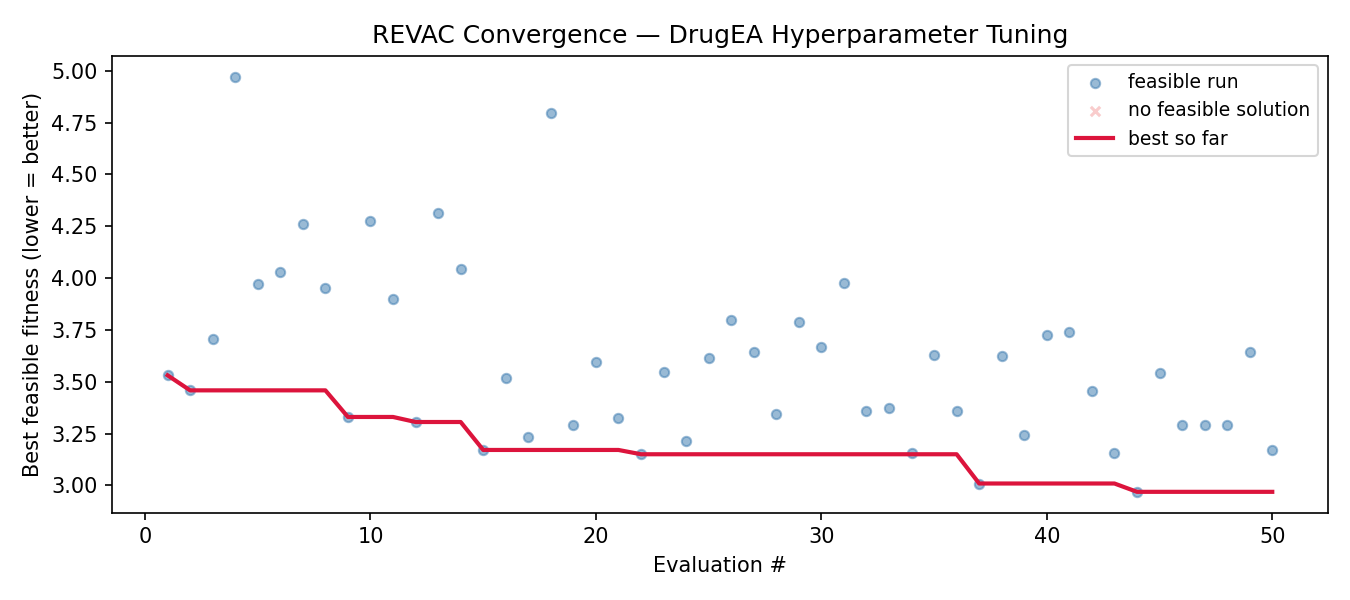 REVAC Convergence — DrugEA Hyperparameter Tuning
Best feasible fitness (lower = better)
5.00
4.75
4.50
4.25
4.00
3.75
3.50
3.25
3.00
feasible run
no feasible solution
best so far
0 10 20 30 40 50
Evaluation #